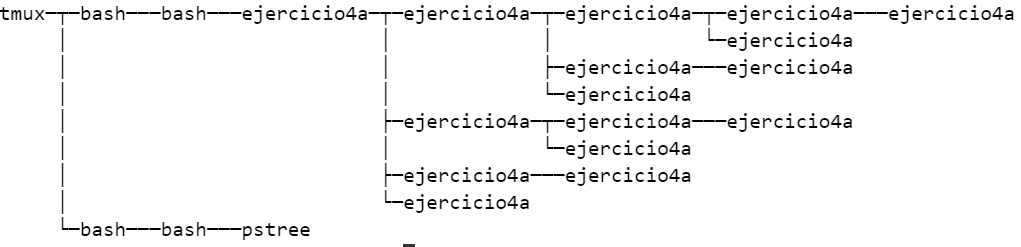 tmux─┬─bash───bash───ejercicio4a─┬─ejercicio4a─┬─ejercicio4a─┬─ejercicio4a───ejercicio4a
     │                           │             │             └─ejercicio4a
     │                           │             ├─ejercicio4a───ejercicio4a
     │                           │             └─ejercicio4a
     │                           ├─ejercicio4a─┬─ejercicio4a───ejercicio4a
     │                           │             └─ejercicio4a
     │                           ├─ejercicio4a───ejercicio4a
     │                           └─ejercicio4a
     └─bash───bash───pstree